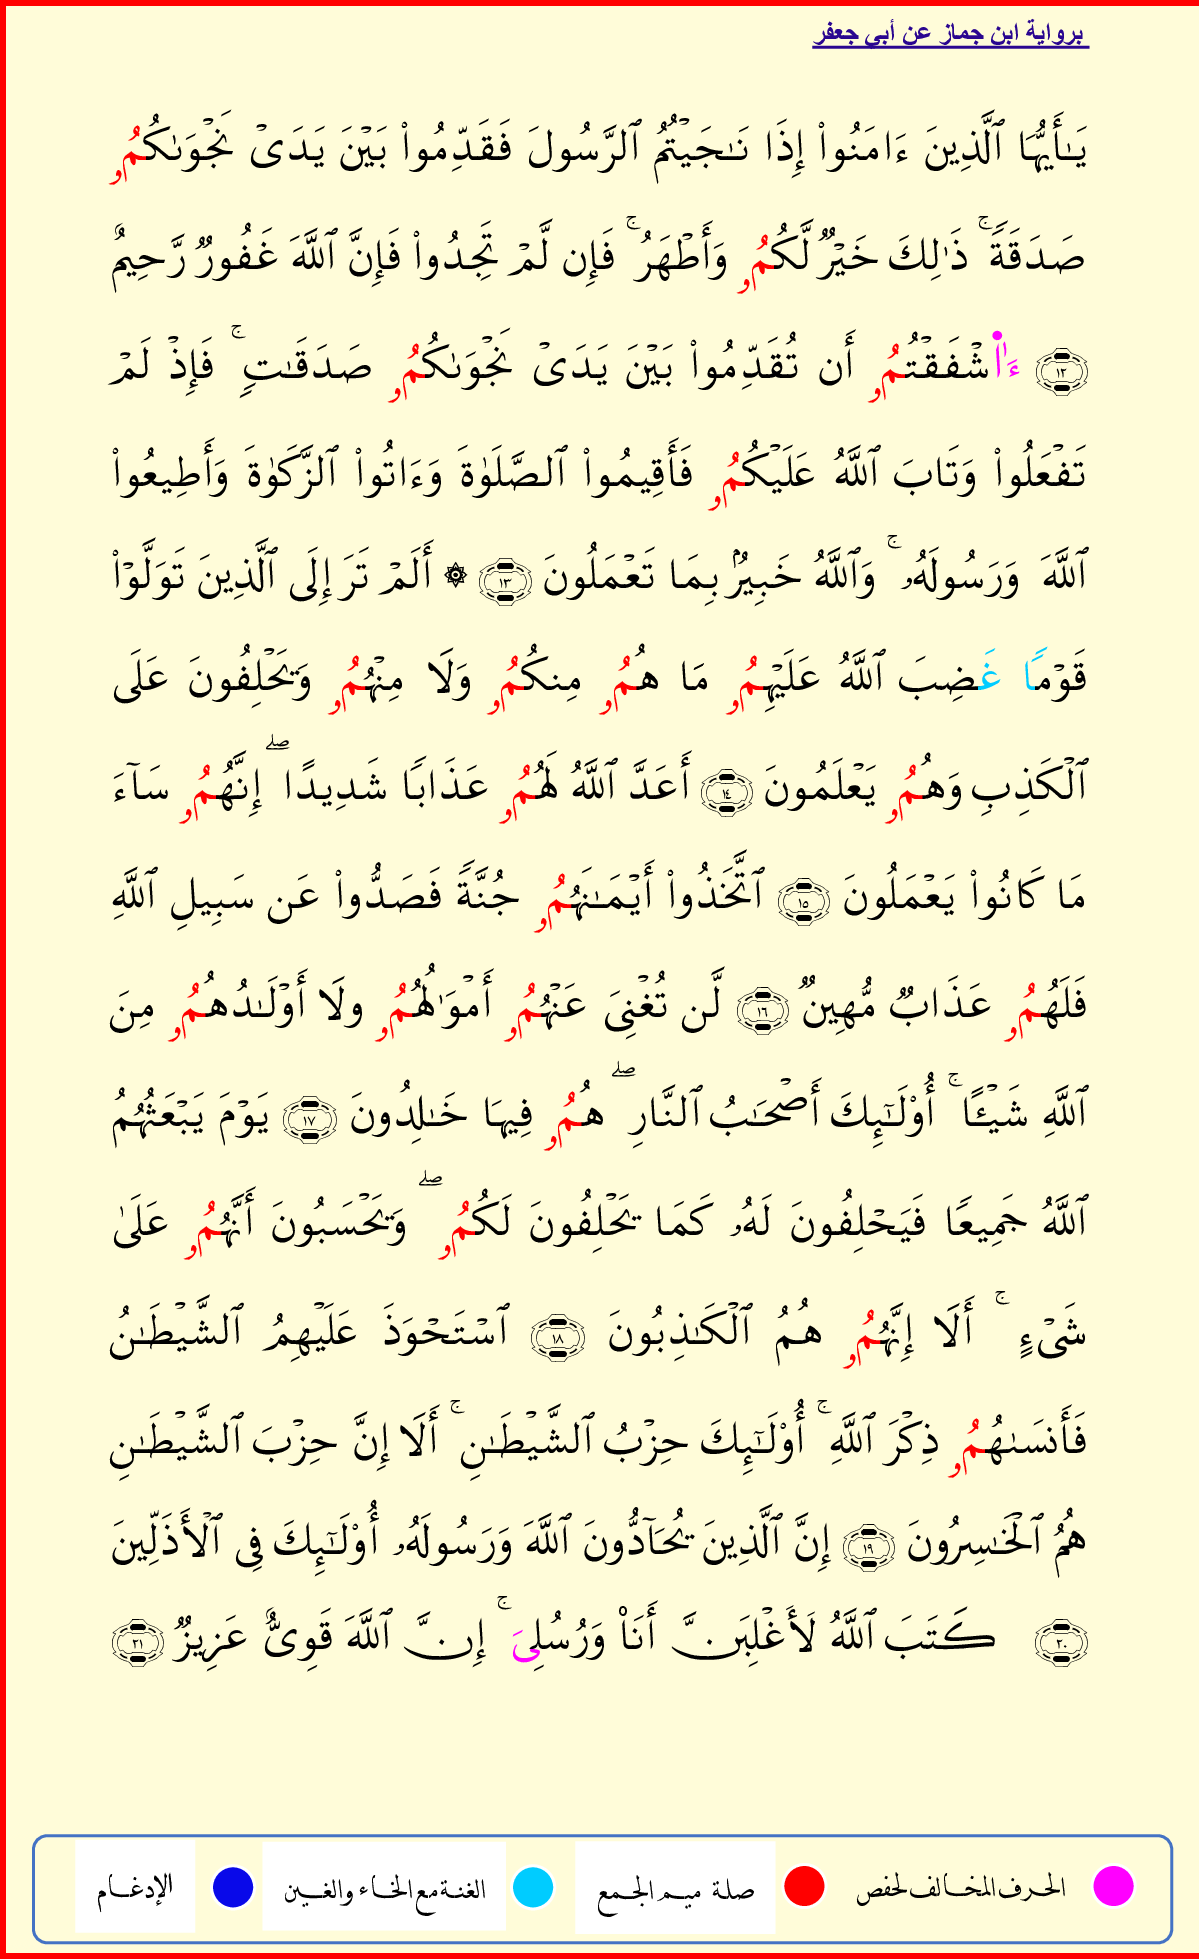 برواية ابن جماز عن أبي جعفر
يَـٰٓأَيُّهَا ٱلَّذِينَ ءَامَنُوا۟ إِذَا نَـٰجَيۡتُمُ ٱلرَّسُولَ فَقَدِّمُوا۟ بَيۡنَ يَدَىۡ نَجۡوَىٰكُمُۥ
صَدَقَةًۚ ذَٰلِكَ خَيۡرٌ لَّكُمُۥ وَأَطۡهَرُۚ فَإِن لَّمۡ تَجِدُوا۟ فَإِنَّ ٱللَّهَ غَفُورٌ رَّحِيمٌ
١٢ ءَا۬شۡفَقۡتُمُۥ أَن تُقَدِّمُوا۟ بَيۡنَ يَدَىۡ نَجۡوَىٰكُمُۥ صَدَقَـٰتٍۚ فَإِذۡ لَمۡ
تَفۡعَلُوا۟ وَتَابَ ٱللَّهُ عَلَيۡكُمُۥ فَأَقِيمُوا۟ ٱلصَّلَوٰةَ وَءَاتُوا۟ ٱلزَّكَوٰةَ وَأَطِيعُوا۟
ٱللَّهَ وَرَسُولَهُۥۚ وَٱللَّهُ خَبِيرُۢ بِمَا تَعۡمَلُونَ ١٣ ۞ أَلَمۡ تَرَ إِلَى ٱلَّذِينَ تَوَلَّوۡا۟
قَوۡمًا غَضِبَ ٱللَّهُ عَلَيۡهِمُۥ مَا هُمُۥ مِنكُمُۥ وَلَا مِنۡهُمُۥ وَيَحۡلِفُونَ عَلَى
ٱلۡكَذِبِ وَهُمُۥ يَعۡلَمُونَ ١٤ أَعَدَّ ٱللَّهُ لَهُمُۥ عَذَابًا شَدِيدًاۖ إِنَّهُمُۥ سَآءَ
مَا كَانُوا۟ يَعۡمَلُونَ ١٥ ٱتَّخَذُوا۟ أَيۡمَـٰنَهُمُۥ جُنَّةً فَصَدُّوا۟ عَن سَبِيلِ ٱللَّهِ
فَلَهُمُۥ عَذَابٌ مُّهِينٌ ١٦ لَّن تُغۡنِىَ عَنۡهُمُۥ أَمۡوَٰلُهُمُۥ وَلَا أَوۡلَـٰدُهُمُۥ مِنَ
ٱللَّهِ شَيۡـًٔاۚ أُو۟لَـٰٓئِكَ أَصۡحَـٰبُ ٱلنَّارِۖ هُمُۥ فِيهَا خَـٰلِدُونَ ١٧ يَوۡمَ يَبۡعَثُهُمُ
ٱللَّهُ جَمِيعًا فَيَحۡلِفُونَ لَهُۥ كَمَا يَحۡلِفُونَ لَكُمُۥۖ وَيَحۡسَبُونَ أَنَّهُمُۥ عَلَىٰ
شَىۡءٍۚ أَلَا إِنَّهُمُۥ هُمُ ٱلۡكَـٰذِبُونَ ١٨ ٱسۡتَحۡوَذَ عَلَيۡهِمُ ٱلشَّيۡطَـٰنُ
فَأَنسَىٰهُمُۥ ذِكۡرَ ٱللَّهِۚ أُو۟لَـٰٓئِكَ حِزۡبُ ٱلشَّيۡطَـٰنِۚ أَلَا إِنَّ حِزۡبَ ٱلشَّيۡطَـٰنِ
هُمُ ٱلۡخَـٰسِرُونَ ١٩ إِنَّ ٱلَّذِينَ يُحَآدُّونَ ٱللَّهَ وَرَسُولَهُۥ أُو۟لَـٰٓئِكَ فِى ٱلۡأَذَلِّينَ
٢٠ كَتَبَ ٱللَّهُ لَأَغۡلِبَنَّ أَنَا۠ وَرُسُلِىَۚ إِنَّ ٱللَّهَ قَوِىٌّ عَزِيزٌ ٢١
الحرف المخالف لحفص صلة ميم الجمع الغنة مع الخاء والغين الإدغام